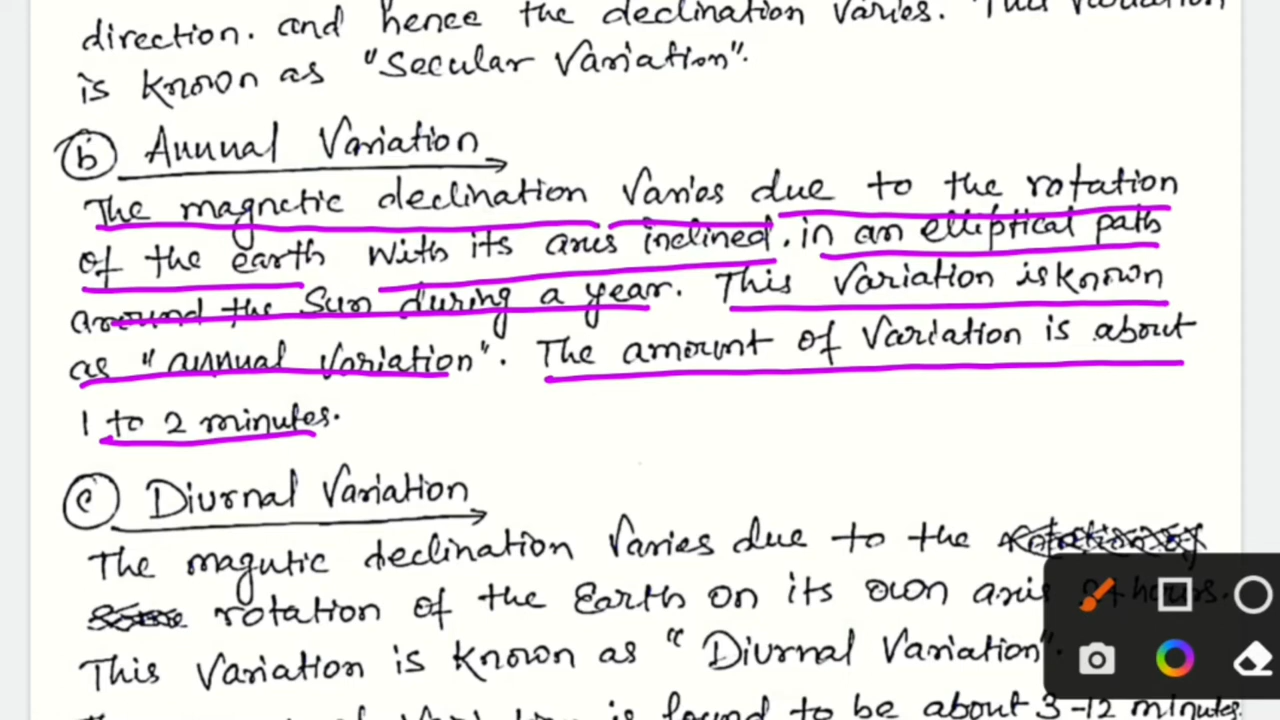 direction. and hence the declination varies. This variation
is known as "Secular Variation".
(b) Annual Variation
The magnetic declination varies due to the rotation
of the earth with its axis inclined. in an elliptical path
around the Sun during a year. This variation is known
as "annual variation". The amount of variation is about
1 to 2 minutes.
(c) Diurnal Variation
The magnetic declination varies due to the
rotation of the Earth on its own axis 24 hours.
This variation is known as "Diurnal Variation".
is found to be about 3-12 minutes.